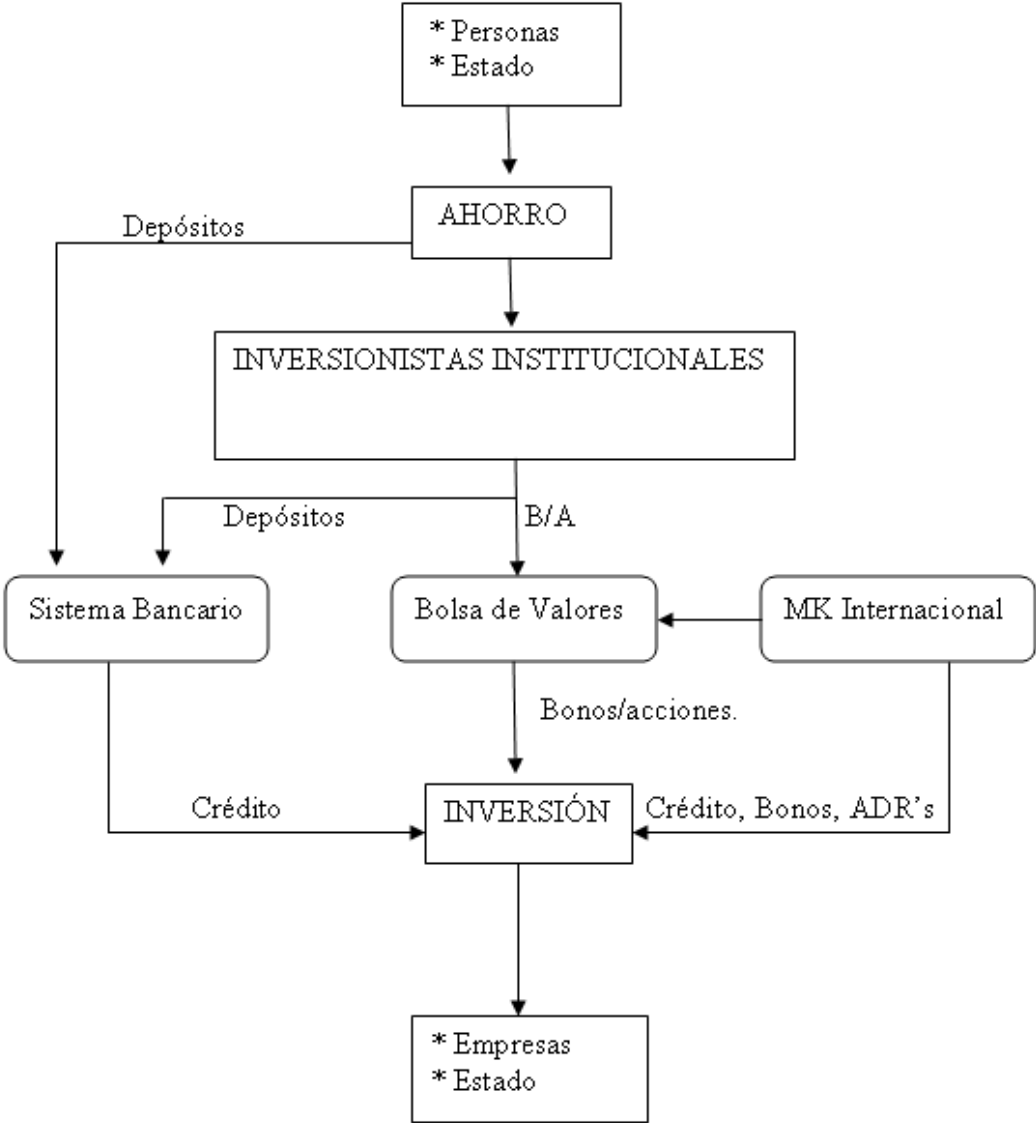 * Personas
* Estado
AHORRO
Depósitos
INVERSIONISTAS INSTITUCIONALES
Depósitos
B/A
Sistema Bancario
Bolsa de Valores
MK Internacional
Bonos/acciones.
Crédito
INVERSIÓN
Crédito, Bonos, ADR's
* Empresas
* Estado